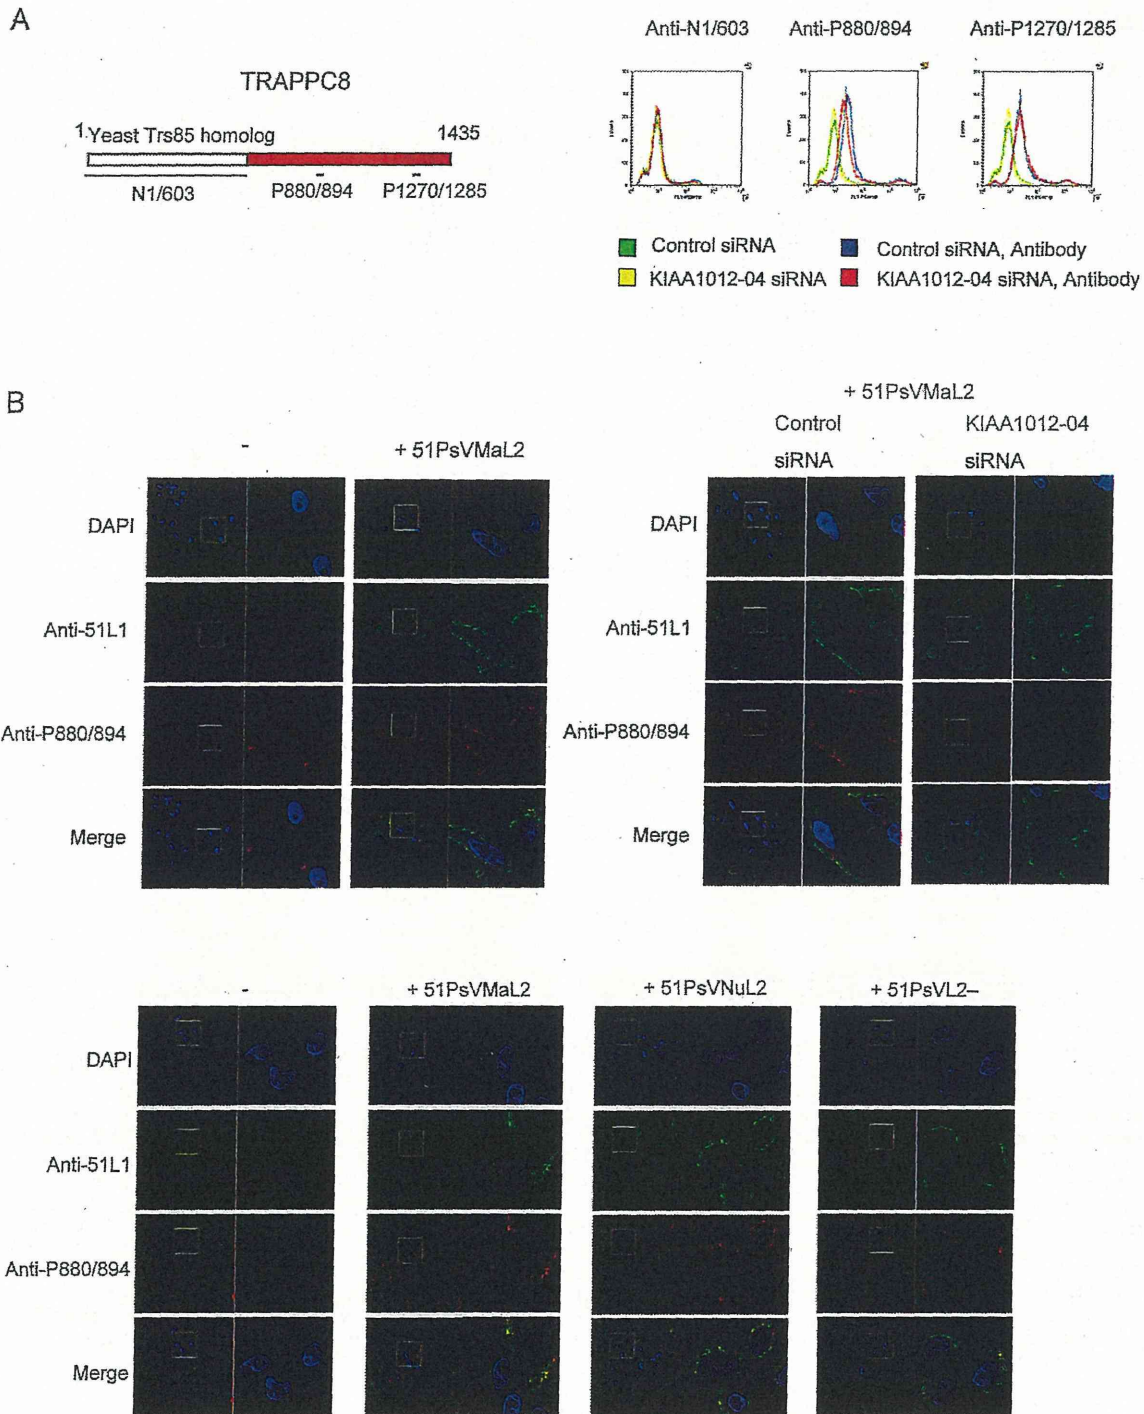 A
Anti-N1/603 Anti-P880/894 Anti-P1270/1285
TRAPPC8
1 Yeast Trs85 homolog 1435
N1/603 P880/894 P1270/1285
Control siRNA Control siRNA, Antibody
KIAA1012-04 siRNA KIAA1012-04 siRNA, Antibody
B
+ 51PsVMaL2
Control KIAA1012-04
- + 51PsVMaL2
siRNA siRNA
DAPI DAPI
Anti-51L1 Anti-51L1
Anti-P880/894 Anti-P880/894
Merge Merge
- + 51PsVMaL2 + 51PsVNuL2 + 51PsVL2–
DAPI
Anti-51L1
Anti-P880/894
Merge